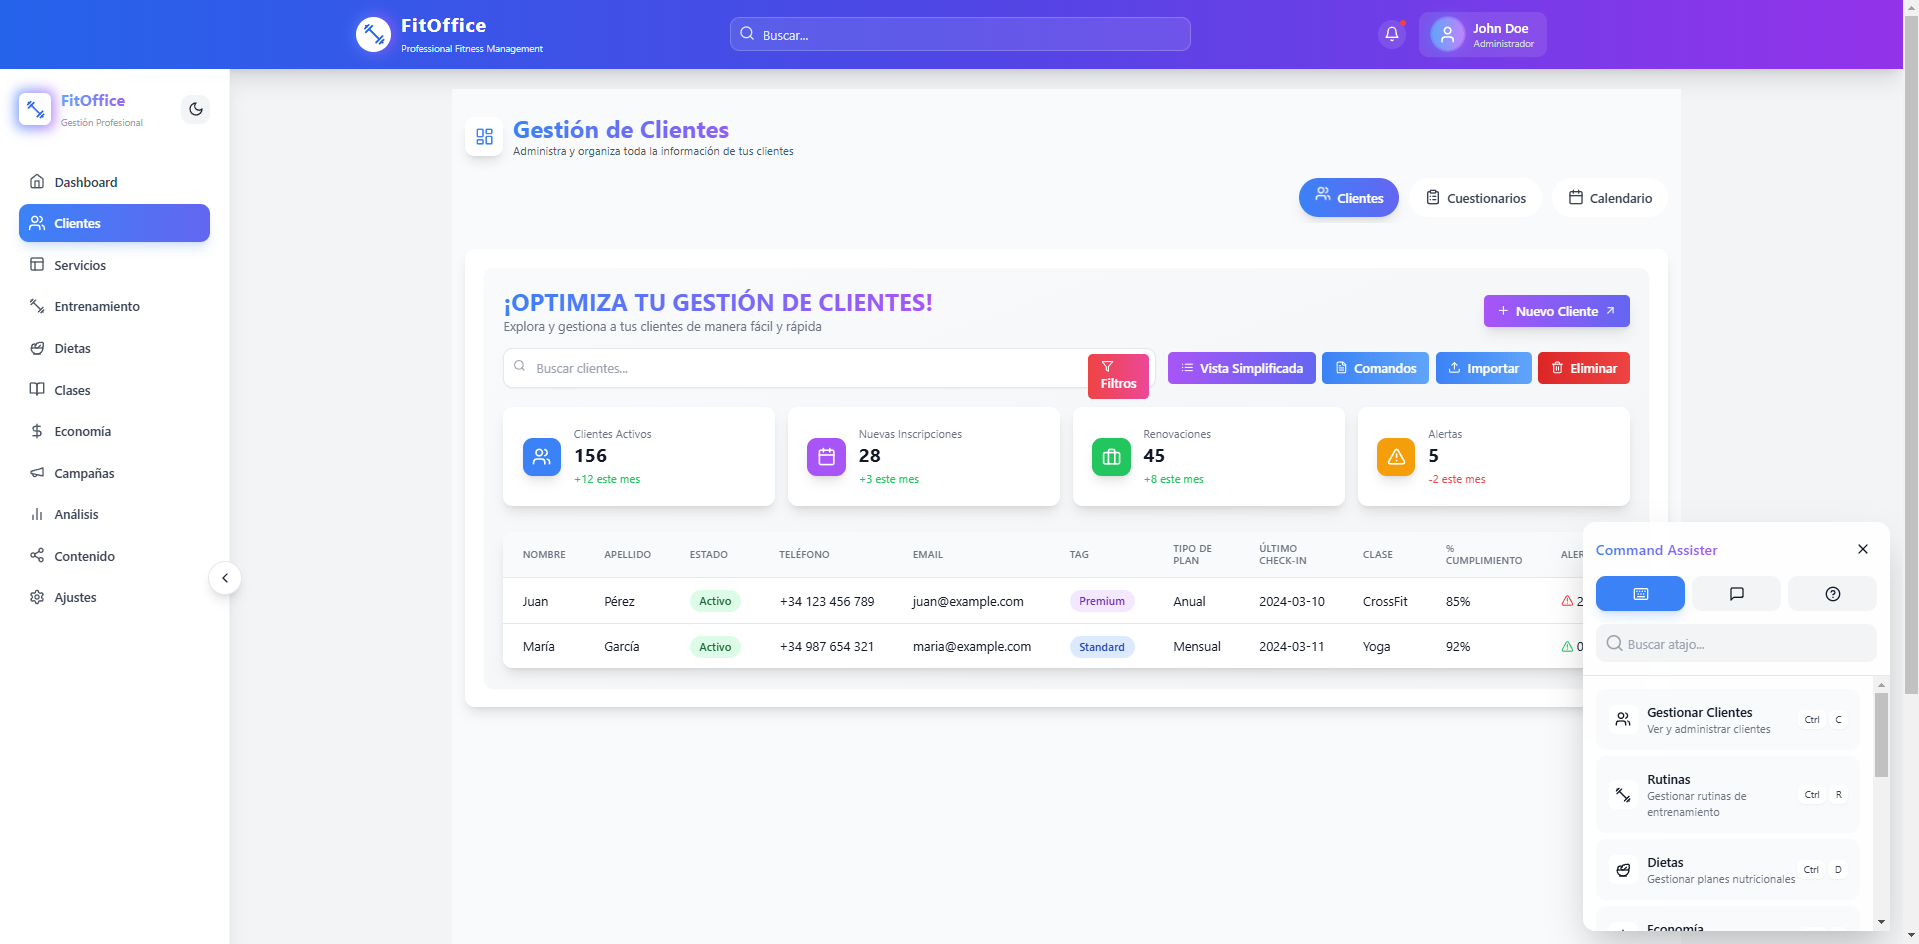 FitOffice
Professional Fitness Management
Buscar...
John Doe
Administrador
FitOffice
Gestión Profesional
Dashboard
Clientes
Servicios
Entrenamiento
Dietas
Clases
Economía
Campañas
Análisis
Contenido
Ajustes
Gestión de Clientes
Administra y organiza toda la información de tus clientes
Clientes
Cuestionarios
Calendario
¡OPTIMIZA TU GESTIÓN DE CLIENTES!
Explora y gestiona a tus clientes de manera fácil y rápida
Nuevo Cliente
Buscar clientes...
Filtros
Vista Simplificada
Comandos
Importar
Eliminar
Clientes Activos
156
+12 este mes
Nuevas Inscripciones
28
+3 este mes
Renovaciones
45
+8 este mes
Alertas
5
-2 este mes
NOMBRE APELLIDO ESTADO TELÉFONO EMAIL TAG TIPO DE PLAN ÚLTIMO CHECK-IN CLASE % CUMPLIMIENTO ALER
Juan Pérez Activo +34 123 456 789 juan@example.com Premium Anual 2024-03-10 CrossFit 85% 2
María García Activo +34 987 654 321 maria@example.com Standard Mensual 2024-03-11 Yoga 92% 0
Command Assister
Buscar atajo...
Gestionar Clientes
Ver y administrar clientes
Ctrl C
Rutinas
Gestionar rutinas de
entrenamiento
Ctrl R
Dietas
Gestionar planes nutricionales
Ctrl D
Economía